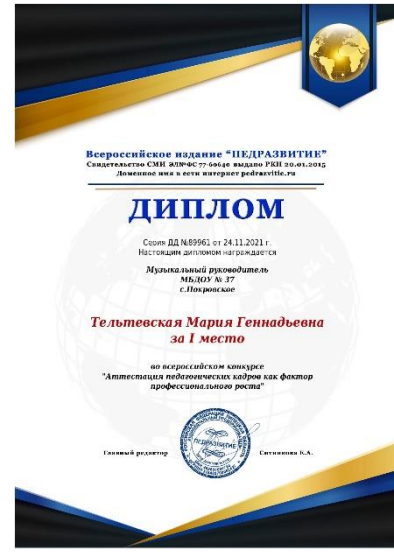 Всероссийское издание "ПЕДРАЗВИТИЕ"
Свидетельство СМИ ЭЛ№ФС 77-60640 выдано РКН 20.01.2015
Доменное имя в сети интернет pedrazvitie.ru
ДИПЛОМ
Серия ДД №89961 от 24.11.2021 г.
Настоящим дипломом награждается
Музыкальный руководитель
МБДОУ № 37
с.Покровское
Тельтевская Мария Геннадьевна
за I место
во всероссийском конкурсе
"Аттестация педагогических кадров как фактор
профессионального роста"
ПЕДРАЗВИТИЕ
Главный редактор Ситникова К.А.